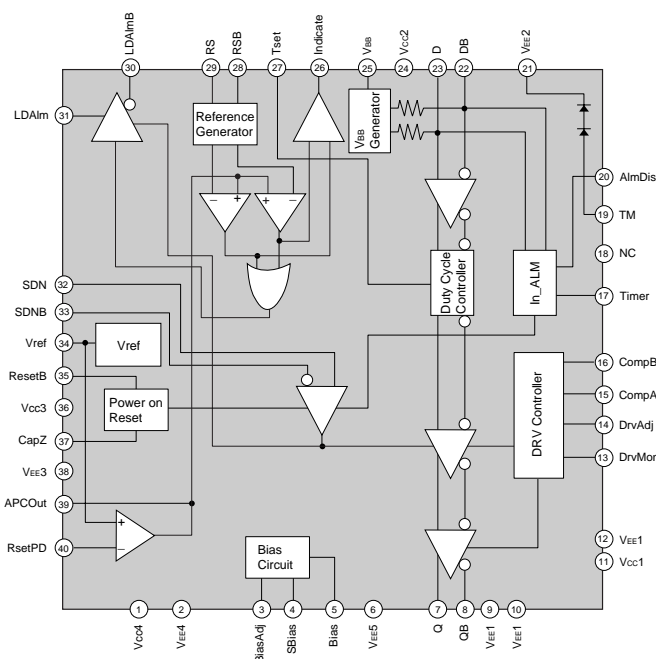 LDAlmB
RS
RSB
Tset
Indicate
VBB
VCC2
D
DB
VEE2
30
29
28
27
26
25
24
23
22
21
LDAlm
31
Reference
Generator
VBB
Generator
20
AlmDis
19
TM
18
NC
17
Timer
− +
+ −
Duty Cycle
Controller
In_ALM
SDN
32
SDNB
33
Vref
34
Vref
ResetB
35
Power on
Reset
Vcc3
36
CapZ
37
VEE3
38
APCOut
39
RsetPD
40
+
−
DRV Controller
16
CompB
15
CompA
14
DrvAdj
13
DrvMon
12
VEE1
11
Vcc1
Bias
Circuit
1
2
3
4
5
6
7
8
9
10
Vcc4
VEE4
BiasAdj
SBias
Bias
VEE5
Q
QB
VEE1
VEE1